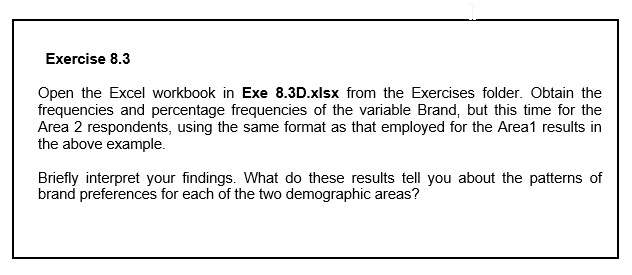 Exercise 8.3
Open the Excel workbook in Exe 8.3D.xlsx from the Exercises folder. Obtain the
frequencies and percentage frequencies of the variable Brand, but this time for the
Area 2 respondents, using the same format as that employed for the Area1 results in
the above example.
Briefly interpret your findings. What do these results tell you about the patterns of
brand preferences for each of the two demographic areas?